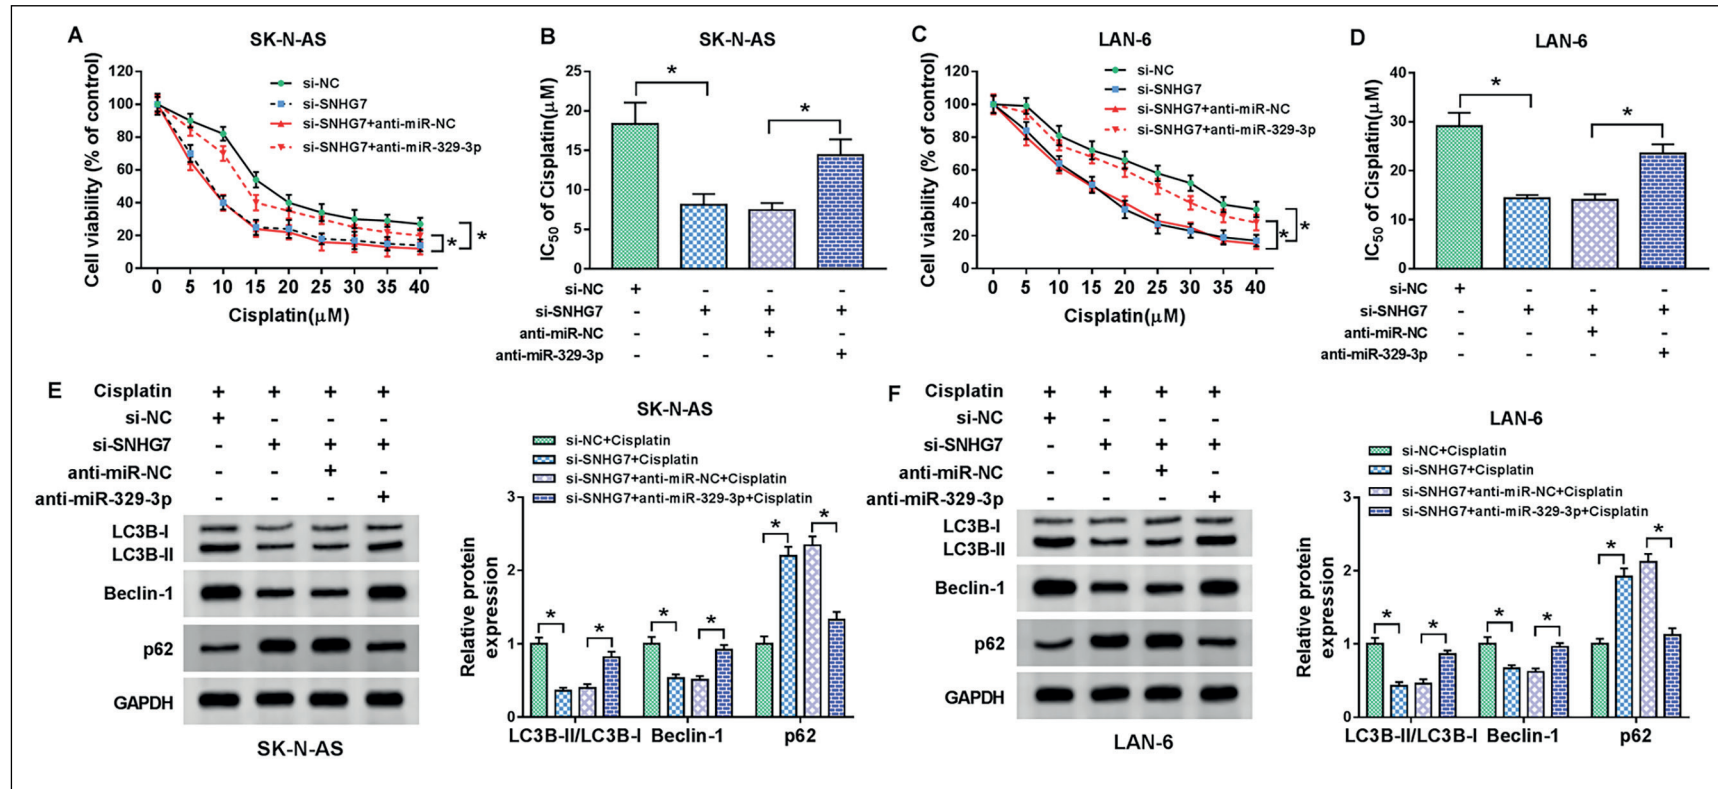 A
SK-N-AS
Cell viability (% of control)
120
100
80
60
40
20
0
si-NC
si-SNHG7
si-SNHG7+anti-miR-NC
si-SNHG7+anti-miR-329-3p
*
*
0 5 10 15 20 25 30 35 40
Cisplatin(μM)
B
SK-N-AS
IC50 of Cisplatin(μM)
25
20
15
10
5
0
*
*
si-NC + - - -
si-SNHG7 - + + +
anti-miR-NC - - + -
anti-miR-329-3p - - - +
C
LAN-6
Cell viability (% of control)
120
100
80
60
40
20
0
si-NC
si-SNHG7
si-SNHG7+anti-miR-NC
si-SNHG7+anti-miR-329-3p
*
*
0 5 10 15 20 25 30 35 40
Cisplatin(μM)
D
LAN-6
IC50 of Cisplatin(μM)
40
30
20
10
0
*
*
si-NC + - - -
si-SNHG7 - + + +
anti-miR-NC - - + -
anti-miR-329-3p - - - +
E
Cisplatin + + + +
si-NC + - - -
si-SNHG7 - + + +
anti-miR-NC - - + -
anti-miR-329-3p - - - +
LC3B-I
LC3B-II
Beclin-1
p62
GAPDH
SK-N-AS
SK-N-AS
si-NC+Cisplatin
si-SNHG7+Cisplatin
si-SNHG7+anti-miR-NC+Cisplatin
si-SNHG7+anti-miR-329-3p+Cisplatin
Relative protein
expression
3
2
1
0
* * * * * *
LC3B-II/LC3B-I Beclin-1 p62
F
Cisplatin + + + +
si-NC + - - -
si-SNHG7 - + + +
anti-miR-NC - - + -
anti-miR-329-3p - - - +
LC3B-I
LC3B-II
Beclin-1
p62
GAPDH
LAN-6
LAN-6
si-NC+Cisplatin
si-SNHG7+Cisplatin
si-SNHG7+anti-miR-NC+Cisplatin
si-SNHG7+anti-miR-329-3p+Cisplatin
Relative protein
expression
3
2
1
0
* * * * * *
LC3B-II/LC3B-I Beclin-1 p62